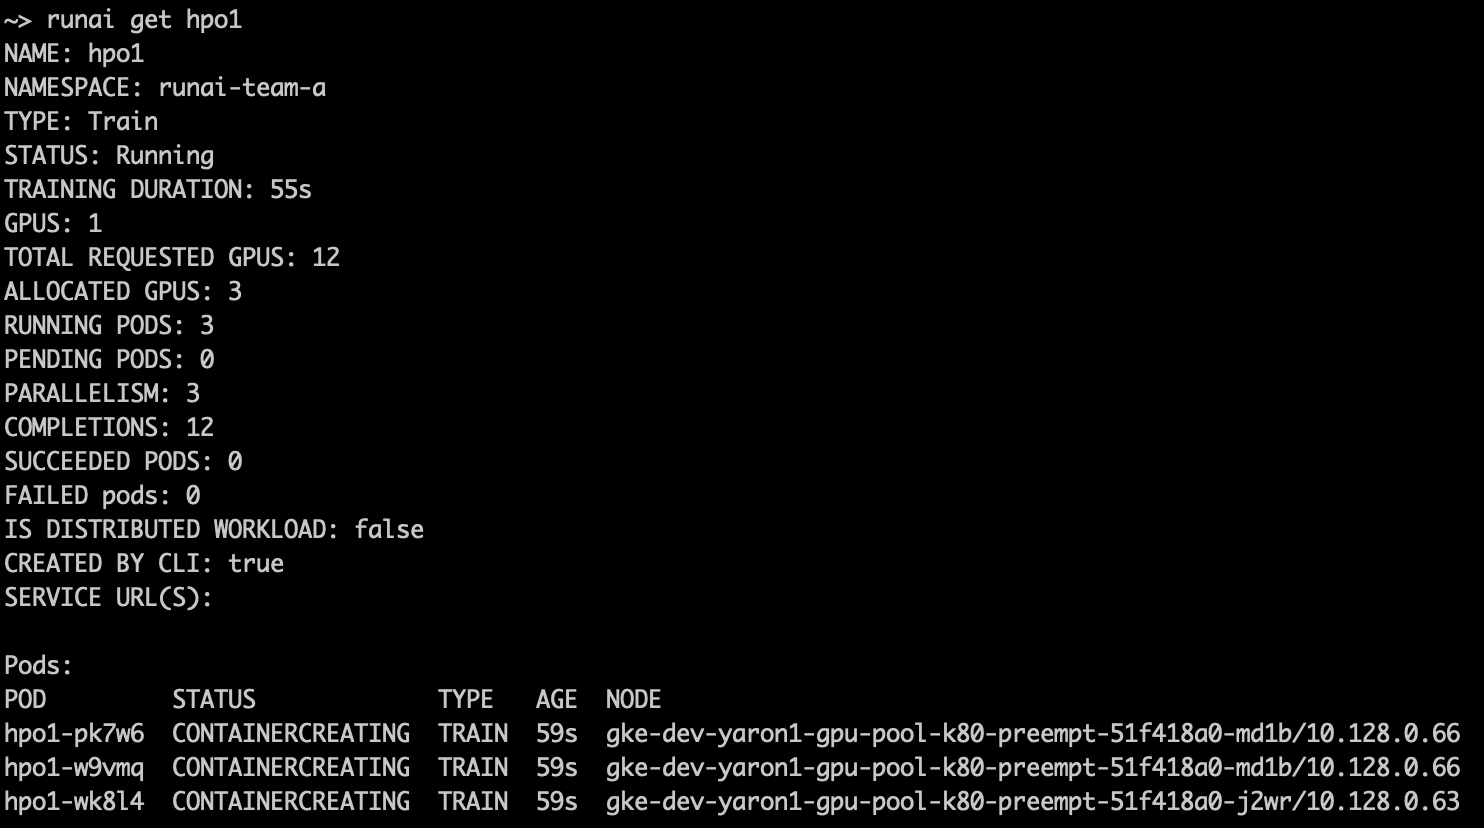 ~> runai get hpo1
NAME: hpo1
NAMESPACE: runai-team-a
TYPE: Train
STATUS: Running
TRAINING DURATION: 55s
GPUS: 1
TOTAL REQUESTED GPUS: 12
ALLOCATED GPUS: 3
RUNNING PODS: 3
PENDING PODS: 0
PARALLELISM: 3
COMPLETIONS: 12
SUCCEEDED PODS: 0
FAILED pods: 0
IS DISTRIBUTED WORKLOAD: false
CREATED BY CLI: true
SERVICE URL(S):

Pods:
POD         STATUS             TYPE   AGE  NODE
hpo1-pk7w6  CONTAINERCREATING  TRAIN  59s  gke-dev-yaron1-gpu-pool-k80-preempt-51f418a0-md1b/10.128.0.66
hpo1-w9vmq  CONTAINERCREATING  TRAIN  59s  gke-dev-yaron1-gpu-pool-k80-preempt-51f418a0-md1b/10.128.0.66
hpo1-wk8l4  CONTAINERCREATING  TRAIN  59s  gke-dev-yaron1-gpu-pool-k80-preempt-51f418a0-j2wr/10.128.0.63